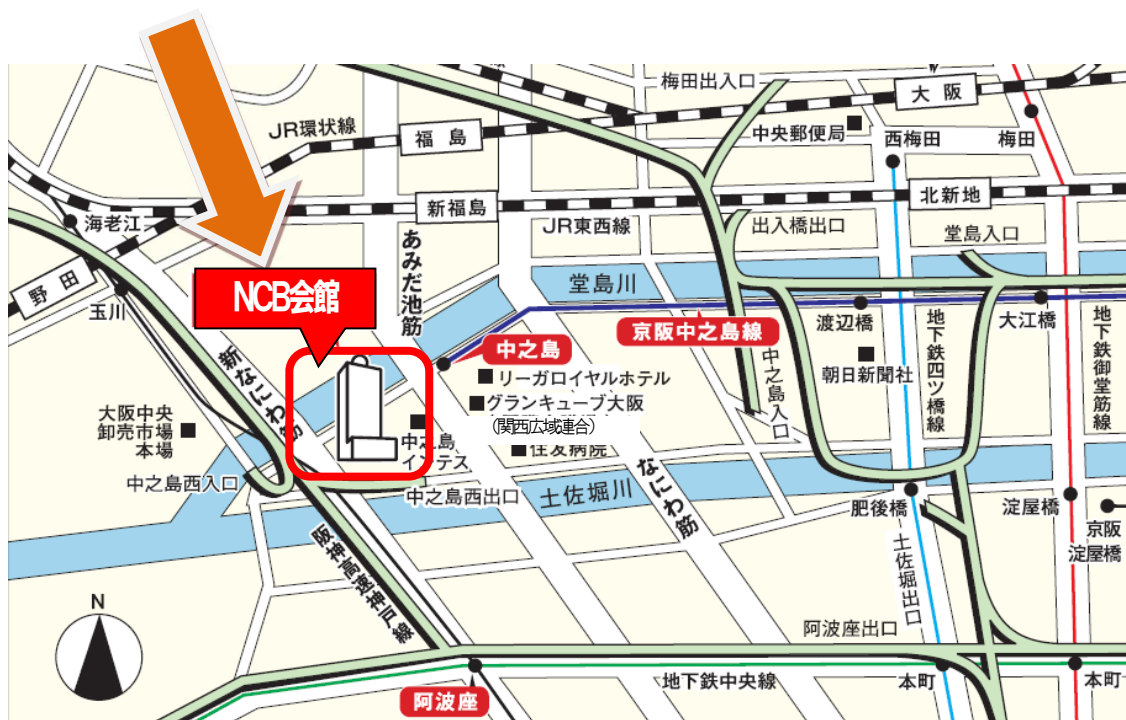 梅田出入口
大阪
JR環状線
福島
中央郵便局
西梅田
梅田
海老江
新福島
北新地
JR東西線
出入橋出口
堂島入口
あみだ池筋
野田
玉川
NCB会館
堂島川
京阪中之島線
渡辺橋
大江橋
中之島
新なにわ筋
リーガロイヤルホテル
グランキューブ大阪
(関西広域連合)
住友病院
中之島入口
朝日新聞社
地下鉄四ツ橋線
地下鉄御堂筋線
大阪中央
卸売市場
本場
中之島
インテス
中之島西入口
中之島西出口
土佐堀川
なにわ筋
肥後橋
淀屋橋
京阪
淀屋橋
阪神高速神戸線
土佐堀出口
N
阿波座出口
阿波座
地下鉄中央線
本町
本町